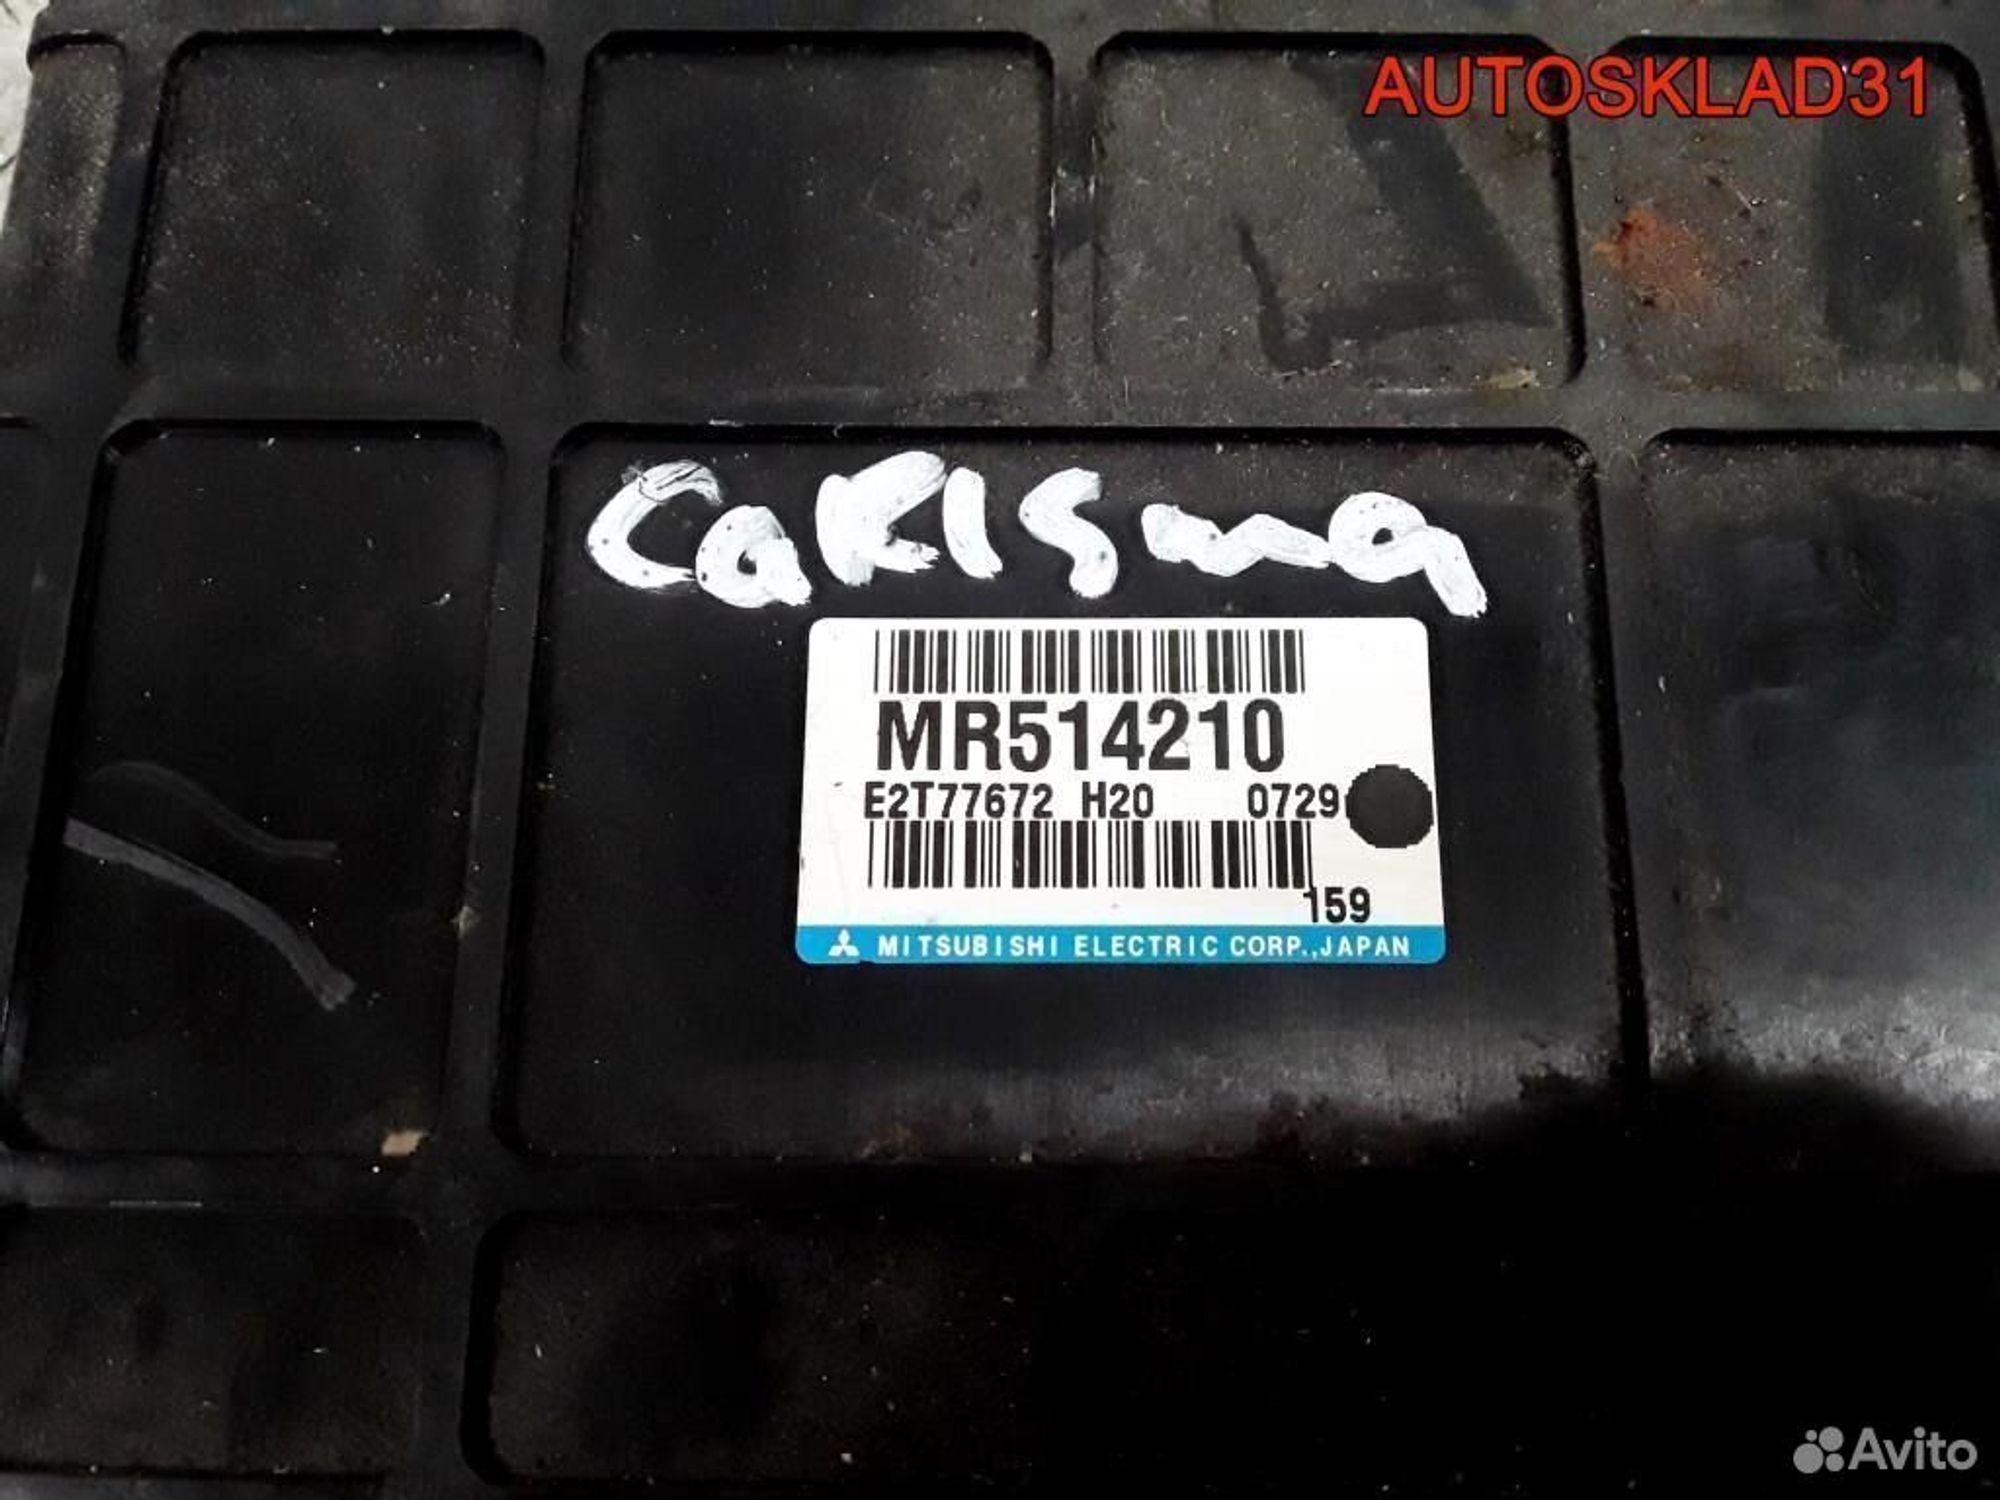 AUTOSKLAD31
Carisma
MR514210
E2T77672 H20 0729
159
MITSUBISHI ELECTRIC CORP.,JAPAN
Avito